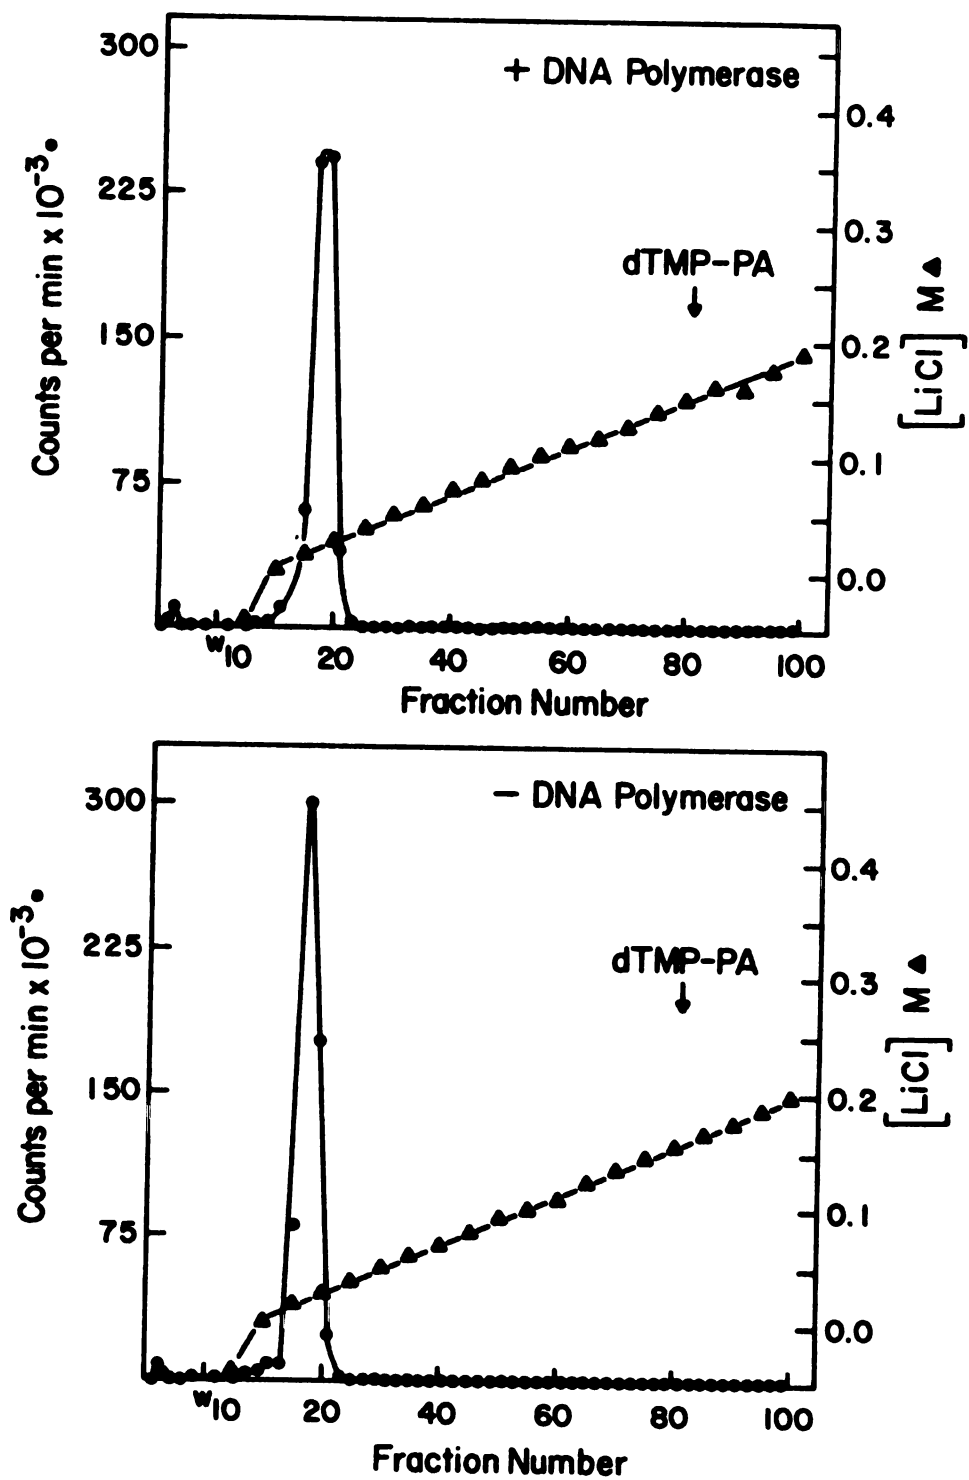 + DNA Polymerase
300
225
150
75
Counts per min x 10⁻³ ●
dTMP-PA
0.4
0.3
0.2
0.1
0.0
[LiCl] M ▲
w 10 20 40 60 80 100
Fraction Number
- DNA Polymerase
300
225
150
75
Counts per min x 10⁻³ ●
dTMP-PA
0.4
0.3
0.2
0.1
0.0
[LiCl] M ▲
w 10 20 40 60 80 100
Fraction Number